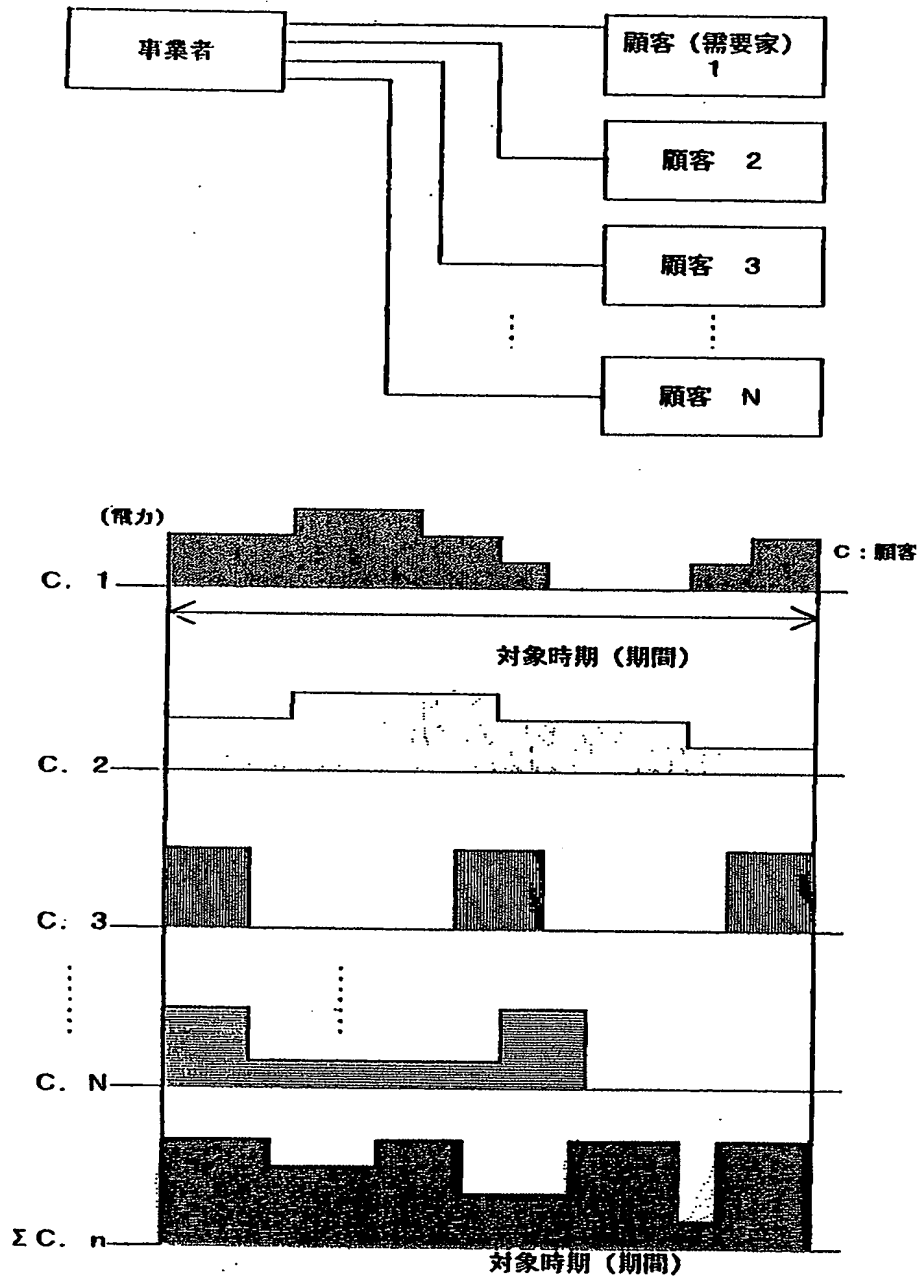 事業者
顧客（需要家）
1
顧客 2
顧客 3
顧客 N
（電力）
C：顧客
C. 1
対象時期（期間）
C. 2
C. 3
C. N
Σ C. n
対象時期（期間）